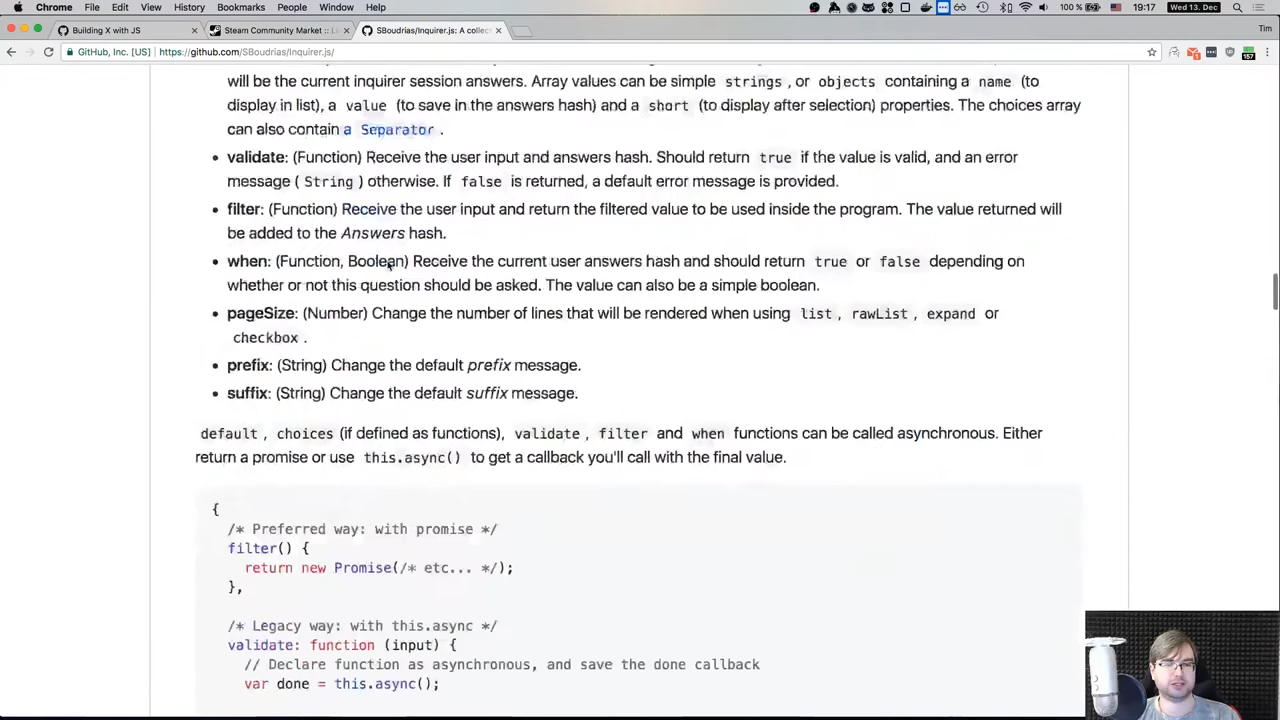 Chrome File Edit View History Bookmarks People Window Help 100 % 19:17 Wed 13. Dec
Building X with JS × Steam Community Market :: Li × SBoudrias/Inquirer.js: A collec × Tim
GitHub, Inc. [US] https://github.com/SBoudrias/Inquirer.js/ 157
will be the current inquirer session answers. Array values can be simple strings, or objects containing a name (to
display in list), a value (to save in the answers hash) and a short (to display after selection) properties. The choices array
can also contain a Separator.
• validate: (Function) Receive the user input and answers hash. Should return true if the value is valid, and an error
message ( String ) otherwise. If false is returned, a default error message is provided.
• filter: (Function) Receive the user input and return the filtered value to be used inside the program. The value returned will
be added to the Answers hash.
• when: (Function, Boolean) Receive the current user answers hash and should return true or false depending on
whether or not this question should be asked. The value can also be a simple boolean.
• pageSize: (Number) Change the number of lines that will be rendered when using list, rawList, expand or
checkbox.
• prefix: (String) Change the default prefix message.
• suffix: (String) Change the default suffix message.
default, choices (if defined as functions), validate, filter and when functions can be called asynchronous. Either
return a promise or use this.async() to get a callback you'll call with the final value.
{
/* Preferred way: with promise */
filter() {
return new Promise(/* etc... */);
},
/* Legacy way: with this.async */
validate: function (input) {
// Declare function as asynchronous, and save the done callback
var done = this.async();